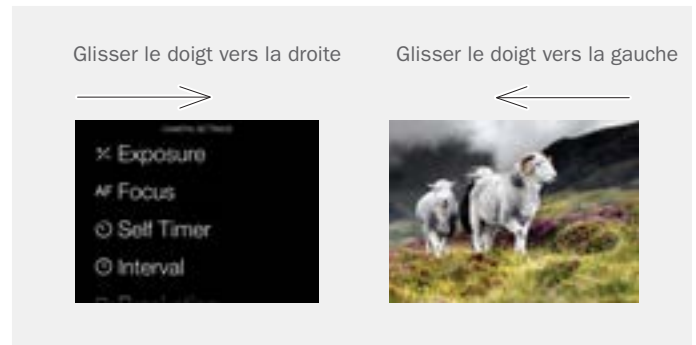 Glisser le doigt vers la droite
Glisser le doigt vers la gauche
Exposure
AF Focus
Self Timer
Interval